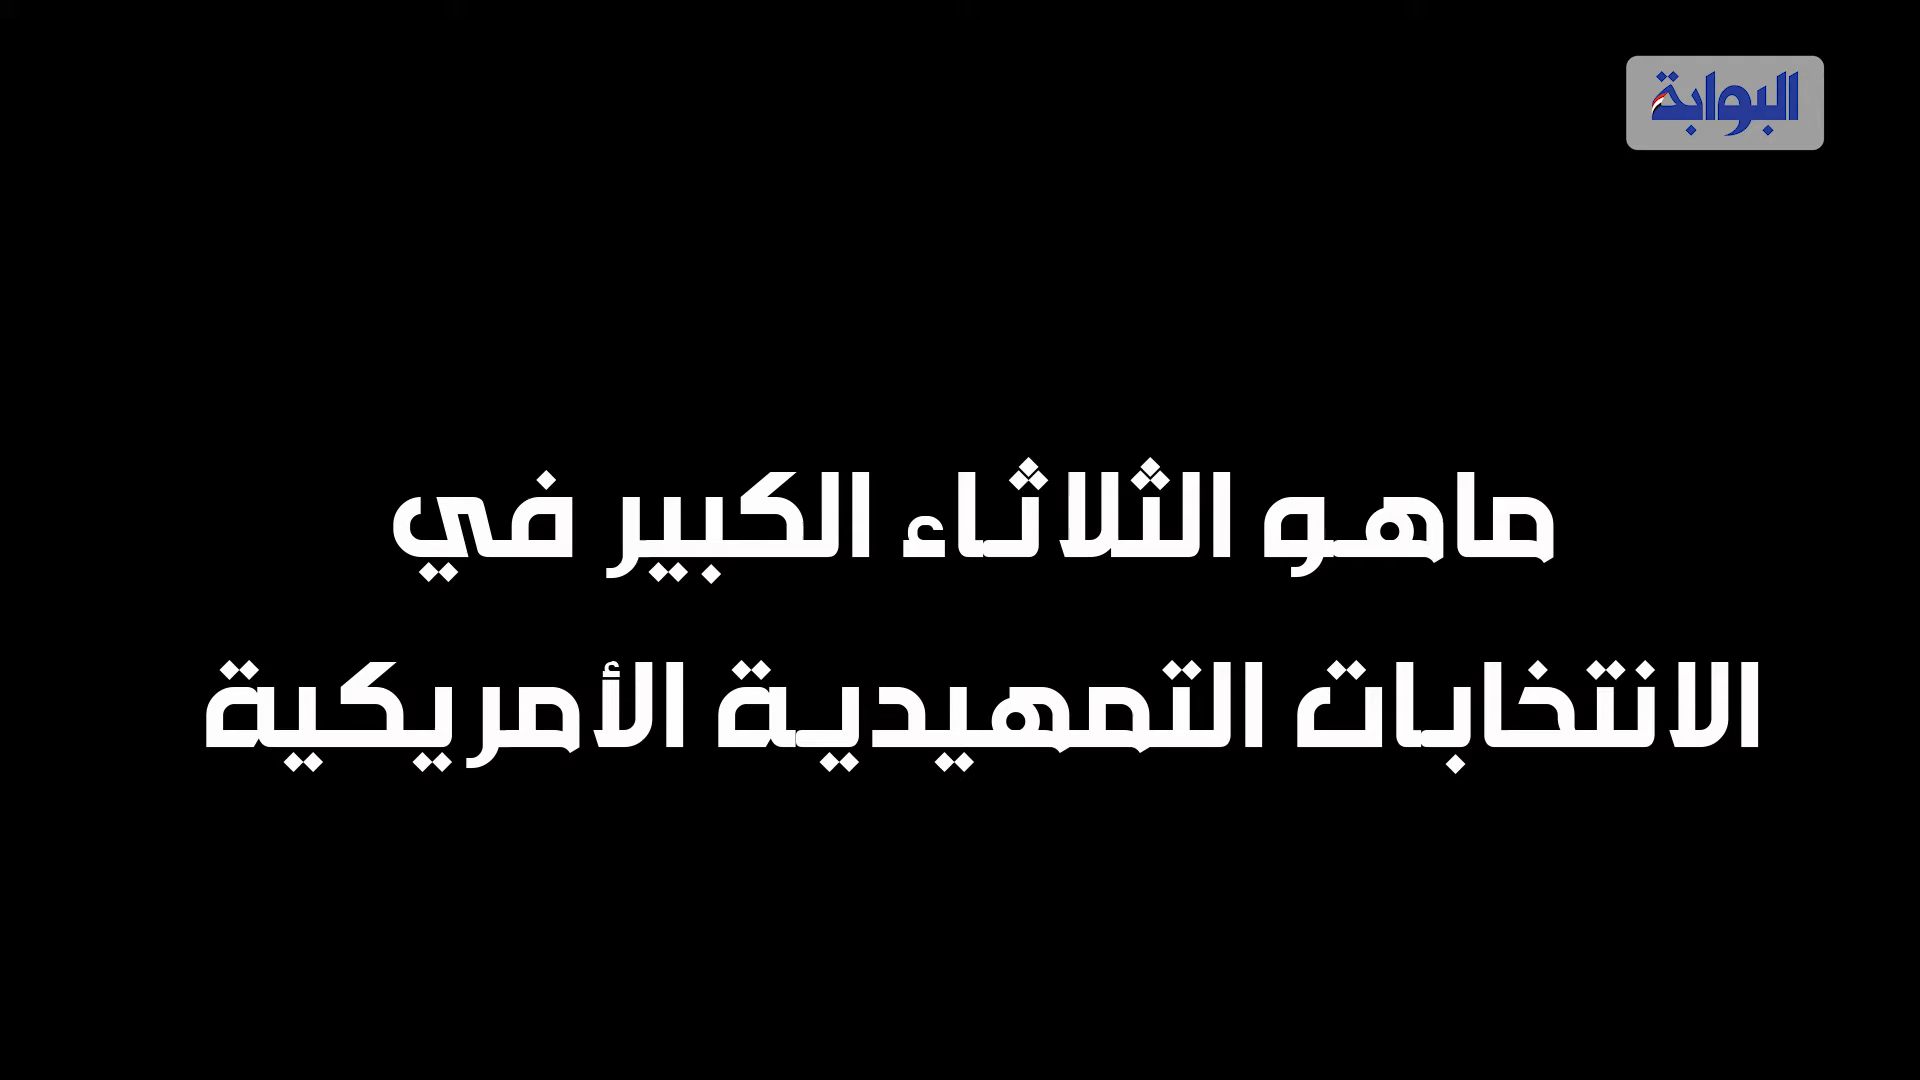 البوابة
ماهو الثلاثاء الكبير في
الانتخابات التمهيدية الأمريكية